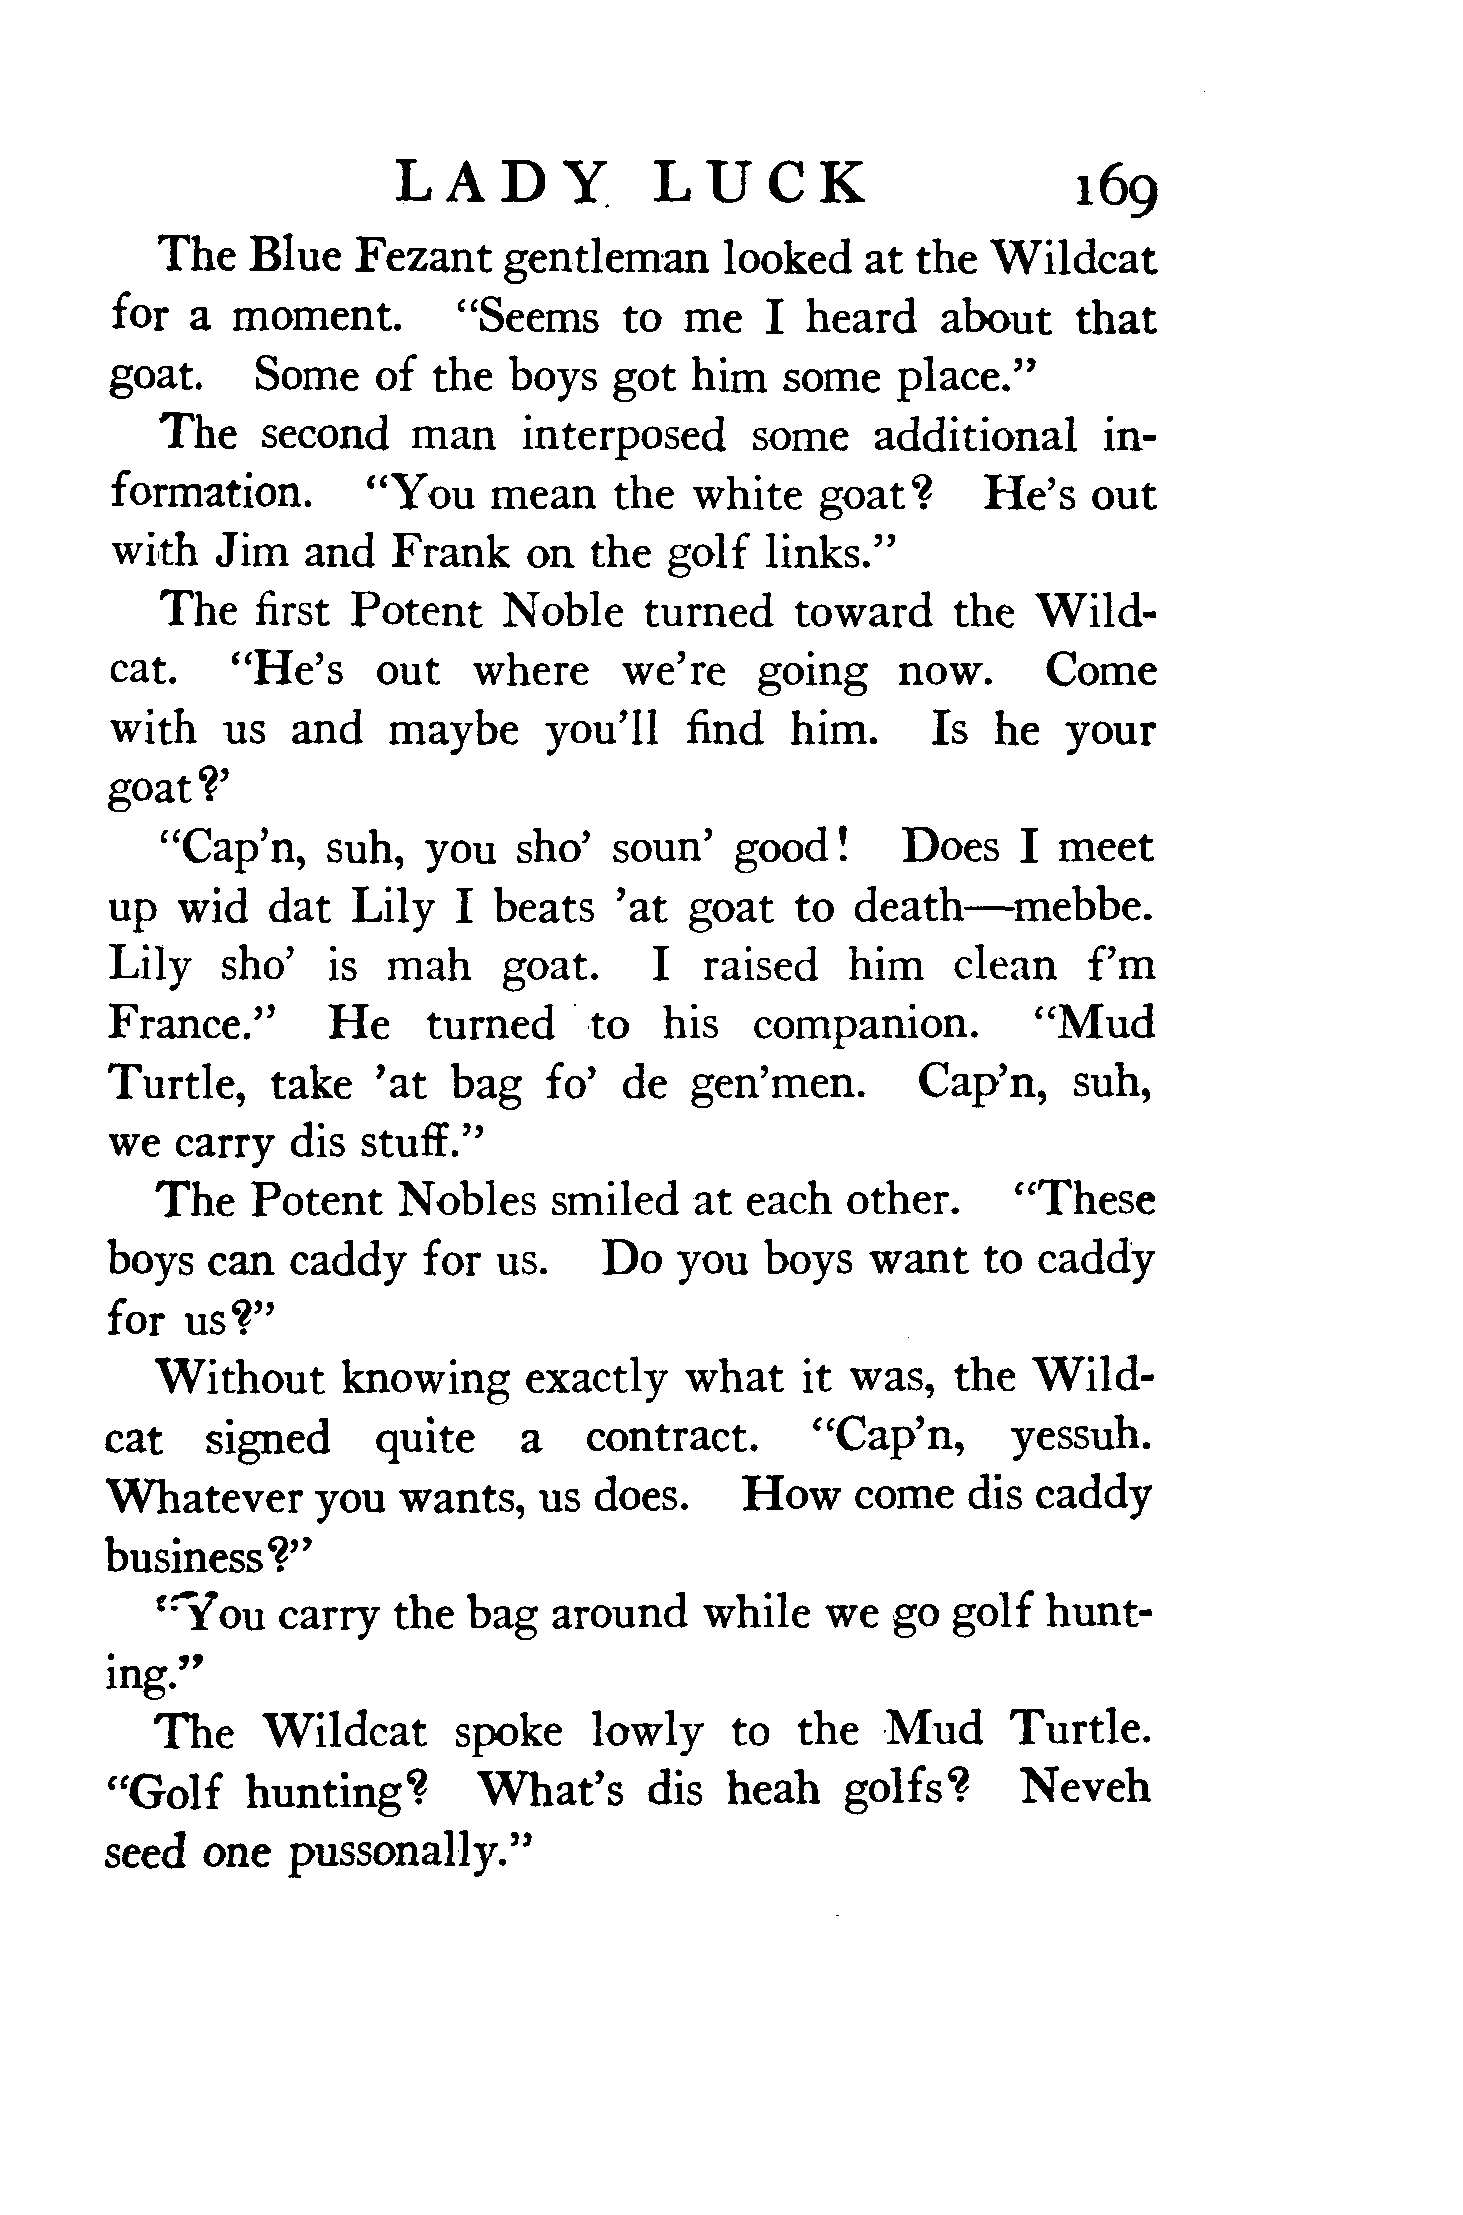 LADY LUCK 169
The Blue Fezant gentleman looked at the Wildcat
for a moment. “Seems to me I heard about that
goat. Some of the boys got him some place.”
The second man interposed some additional in-
formation. “You mean the white goat? He’s out
with Jim and Frank on the golf links.”
The first Potent Noble turned toward the Wild-
cat. “He’s out where we’re going now. Come
with us and maybe you’ll find him. Is he your
goat?’
“Cap’n, suh, you sho’ soun’ good! Does I meet
up wid dat Lily I beats ’at goat to death—mebbe.
Lily sho’ is mah goat. I raised him clean f’m
France.” He turned to his companion. “Mud
Turtle, take ’at bag fo’ de gen’men. Cap’n, suh,
we carry dis stuff.”
The Potent Nobles smiled at each other. “These
boys can caddy for us. Do you boys want to caddy
for us?”
Without knowing exactly what it was, the Wild-
cat signed quite a contract. “Cap’n, yessuh.
Whatever you wants, us does. How come dis caddy
business?”
“You carry the bag around while we go golf hunt-
ing.”
The Wildcat spoke lowly to the Mud Turtle.
“Golf hunting? What’s dis heah golfs? Neveh
seed one pussonally.”